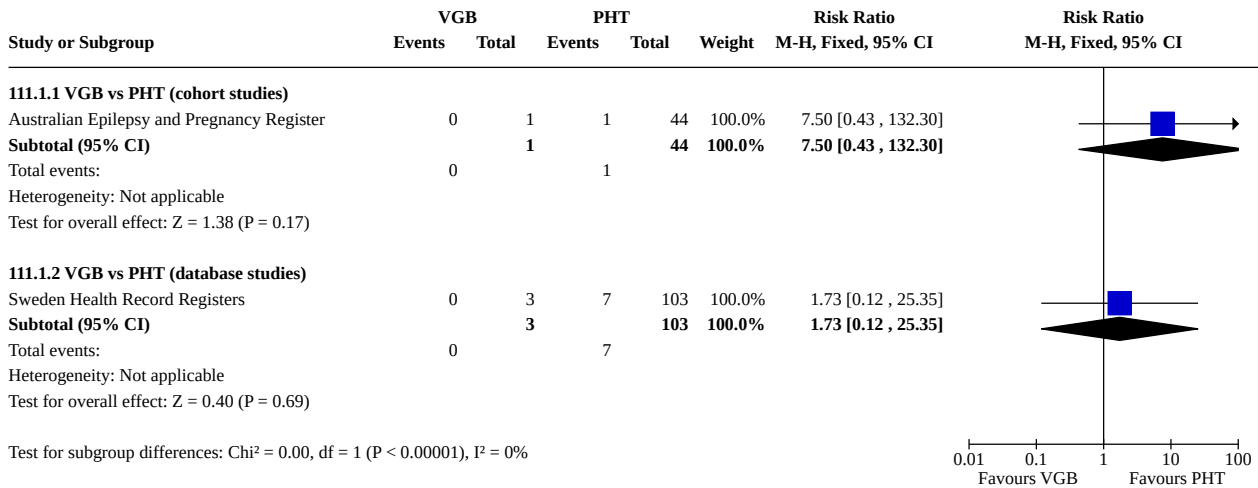 VGB PHT Risk Ratio Risk Ratio
Study or Subgroup Events Total Events Total Weight M-H, Fixed, 95% CI M-H, Fixed, 95% CI
111.1.1 VGB vs PHT (cohort studies)
Australian Epilepsy and Pregnancy Register 0 1 1 44 100.0% 7.50 [0.43 , 132.30]
Subtotal (95% CI) 1 44 100.0% 7.50 [0.43 , 132.30]
Total events: 0 1
Heterogeneity: Not applicable
Test for overall effect: Z = 1.38 (P = 0.17)
111.1.2 VGB vs PHT (database studies)
Sweden Health Record Registers 0 3 7 103 100.0% 1.73 [0.12 , 25.35]
Subtotal (95% CI) 3 103 100.0% 1.73 [0.12 , 25.35]
Total events: 0 7
Heterogeneity: Not applicable
Test for overall effect: Z = 0.40 (P = 0.69)
Test for subgroup differences: Chi² = 0.00, df = 1 (P < 0.00001), I² = 0%
0.01 0.1 1 10 100
Favours VGB Favours PHT